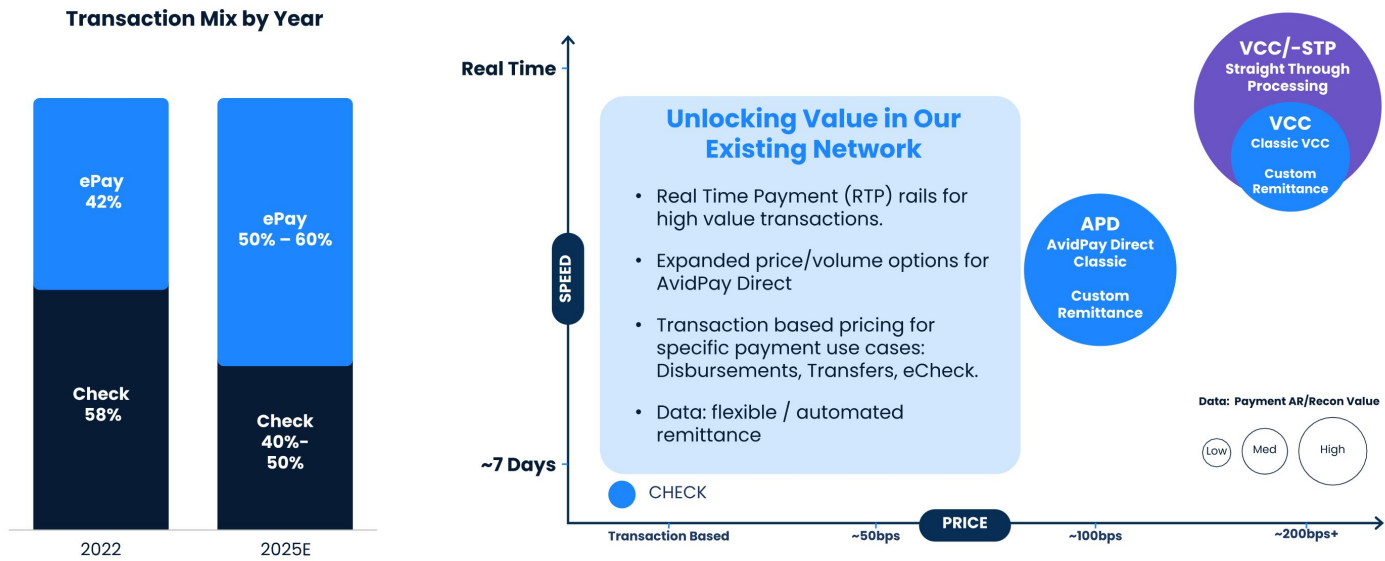 Transaction Mix by Year
ePay
42%
Check
58%
2022
ePay
50% – 60%
Check
40%-
50%
2025E
Real Time
SPEED
~7 Days
Unlocking Value in Our
Existing Network
• Real Time Payment (RTP) rails for
high value transactions.
• Expanded price/volume options for
AvidPay Direct
• Transaction based pricing for
specific payment use cases:
Disbursements, Transfers, eCheck.
• Data: flexible / automated
remittance
CHECK
APD
AvidPay Direct
Classic
Custom
Remittance
VCC/-STP
Straight Through
Processing
VCC
Classic VCC
Custom
Remittance
Data: Payment AR/Recon Value
Low
Med
High
Transaction Based
~50bps
PRICE
~100bps
~200bps+